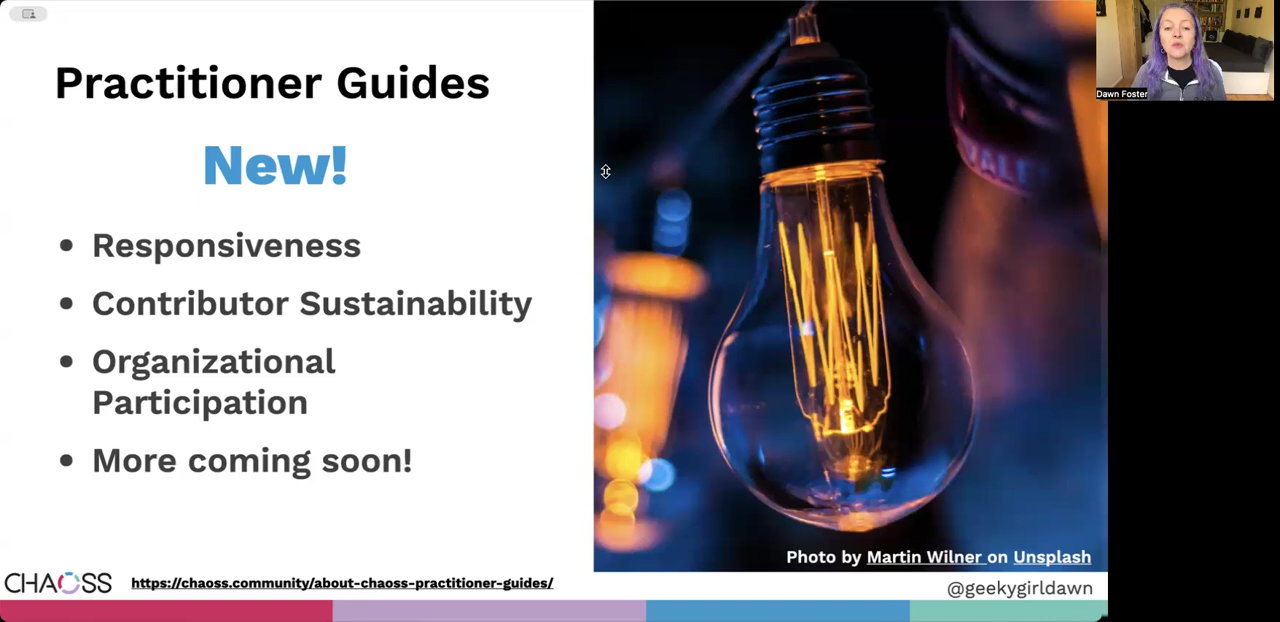 Practitioner Guides
New!
• Responsiveness
• Contributor Sustainability
• Organizational
Participation
• More coming soon!
Photo by Martin Wilner on Unsplash
CHAOSS
https://chaoss.community/about-chaoss-practitioner-guides/
@geekygirldawn
Dawn Foster